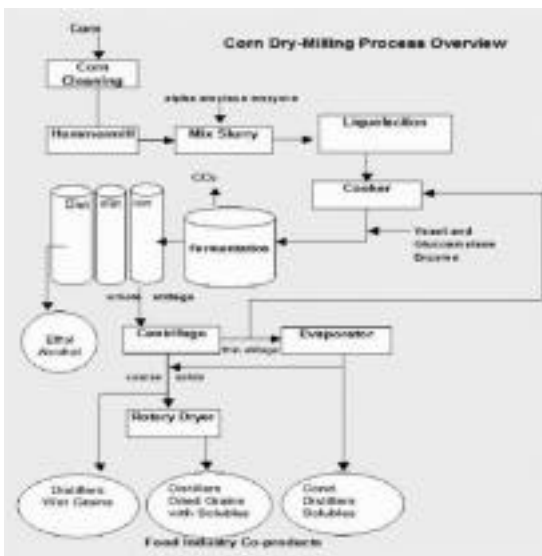 Corn Dry-Milling Process Overview
Corn
Corn
Cleaning
alpha amylase enzyme
Hammermill
Mix Slurry
Liquefaction
CO₂
Cooker
Yeast and
Glucoamylase
Enzyme
Fermentation
whole stillage
Ethyl
Alcohol
Centrifuge
thin stillage
Evaporator
coarse solids
Rotary Dryer
Distillers
Wet Grains
Distillers
Dried Grains
with Solubles
Cond.
Distillers
Solubles
Food Industry Co-products